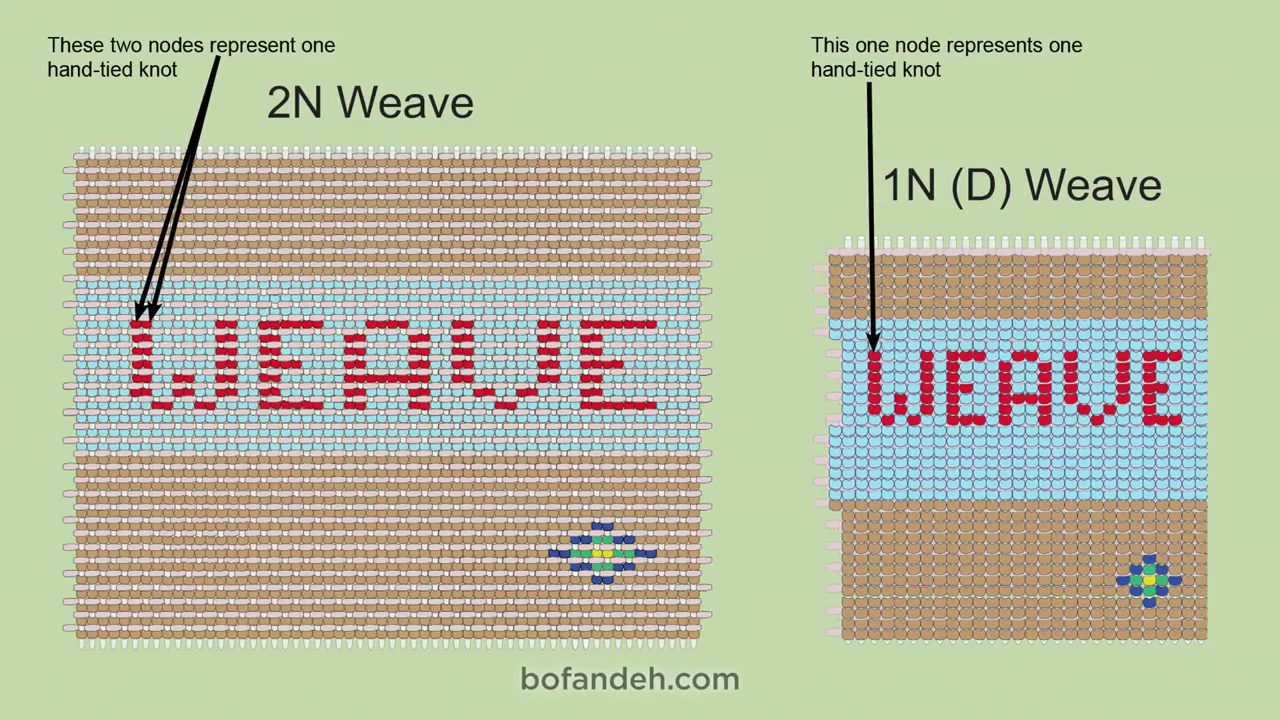 These two nodes represent one
hand-tied knot
2N Weave
WEAVE
This one node represents one
hand-tied knot
1N (D) Weave
WEAVE
bofandeh.com